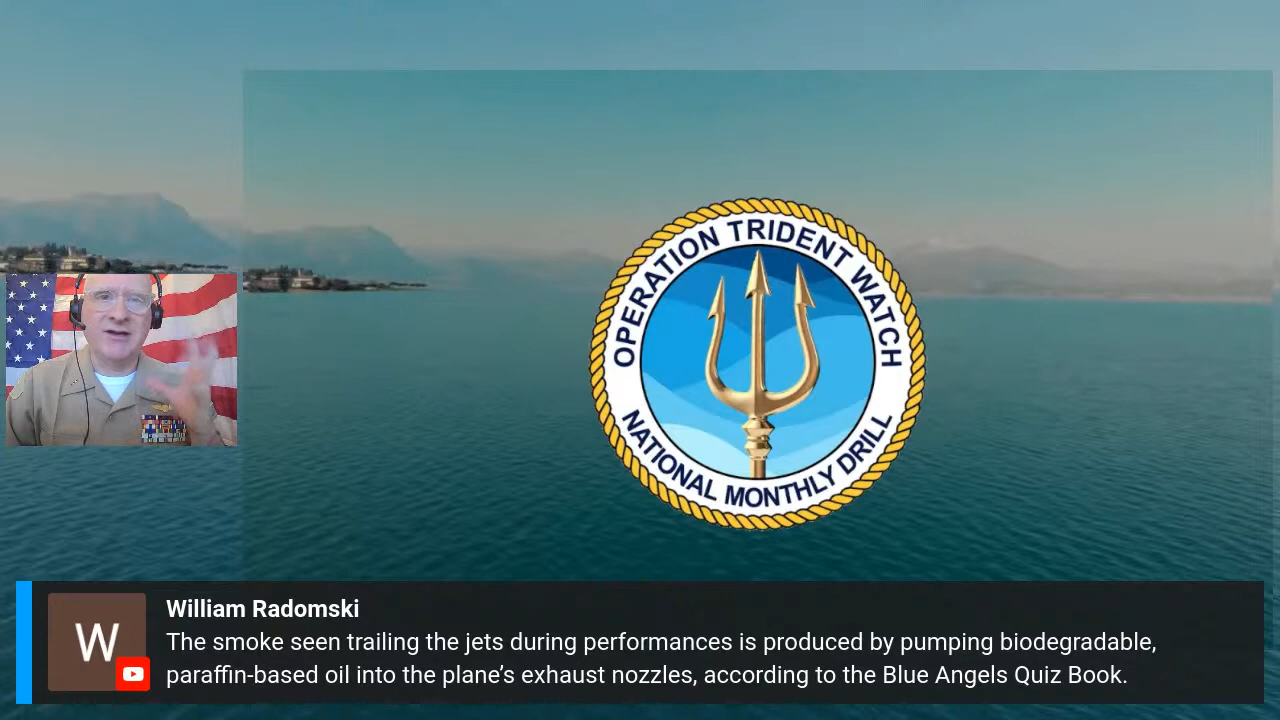 OPERATION TRIDENT WATCH
NATIONAL MONTHLY DRILL
William Radomski
W
The smoke seen trailing the jets during performances is produced by pumping biodegradable,
paraffin-based oil into the plane’s exhaust nozzles, according to the Blue Angels Quiz Book.